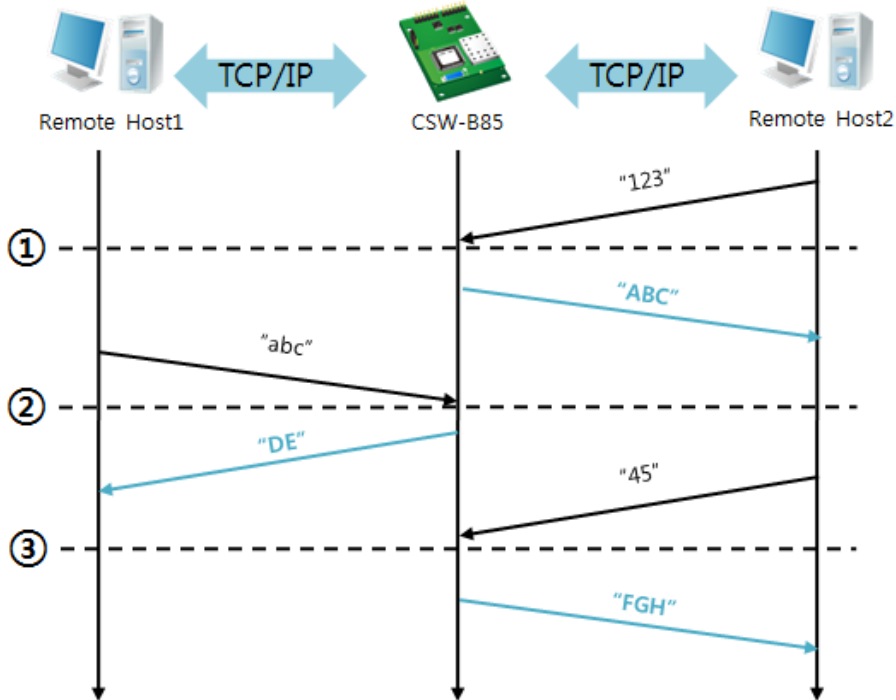 TCP/IP
TCP/IP
Remote Host1
CSW-B85
Remote Host2
"123"
①
"ABC"
"abc"
②
"DE"
"45"
③
"FGH"